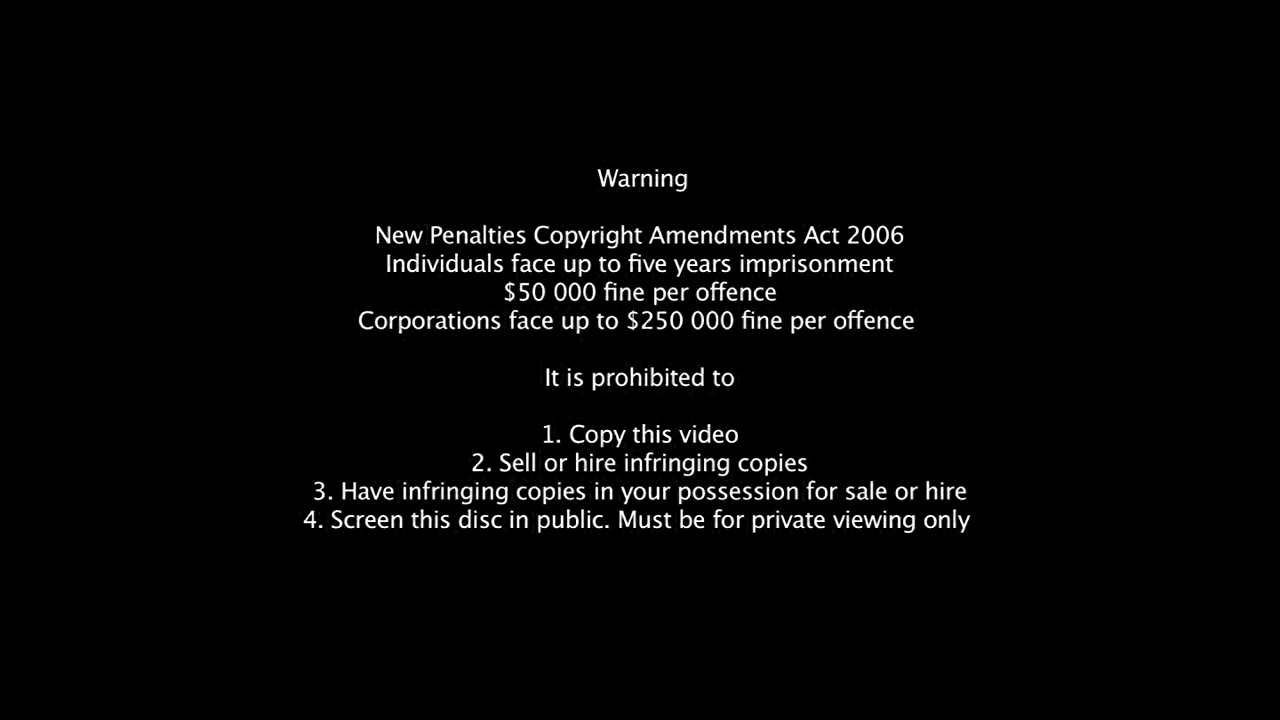 Warning
New Penalties Copyright Amendments Act 2006
Individuals face up to five years imprisonment
$50 000 fine per offence
Corporations face up to $250 000 fine per offence
It is prohibited to
1. Copy this video
2. Sell or hire infringing copies
3. Have infringing copies in your possession for sale or hire
4. Screen this disc in public. Must be for private viewing only